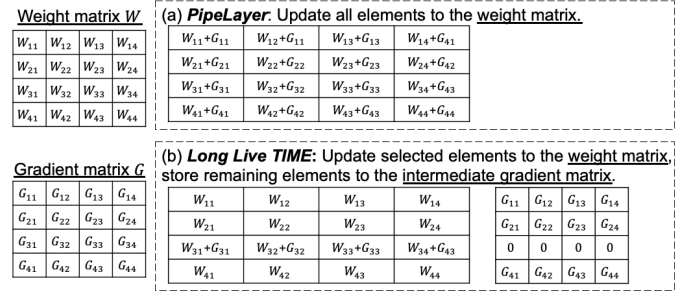 Weight matrix W
W₁₁ W₁₂ W₁₃ W₁₄
W₂₁ W₂₂ W₂₃ W₂₄
W₃₁ W₃₂ W₃₃ W₃₄
W₄₁ W₄₂ W₄₃ W₄₄
(a) PipeLayer: Update all elements to the weight matrix.
W₁₁+G₁₁ W₁₂+G₁₁ W₁₃+G₁₃ W₁₄+G₄₁
W₂₁+G₂₁ W₂₂+G₂₂ W₂₃+G₂₃ W₂₄+G₄₂
W₃₁+G₃₁ W₃₂+G₃₂ W₃₃+G₃₃ W₃₄+G₄₃
W₄₁+G₄₁ W₄₂+G₄₂ W₄₃+G₄₃ W₄₄+G₄₄
Gradient matrix G
G₁₁ G₁₂ G₁₃ G₁₄
G₂₁ G₂₂ G₂₃ G₂₄
G₃₁ G₃₂ G₃₃ G₃₄
G₄₁ G₄₂ G₄₃ G₄₄
(b) Long Live TIME: Update selected elements to the weight matrix,
store remaining elements to the intermediate gradient matrix.
W₁₁ W₁₂ W₁₃ W₁₄
W₂₁ W₂₂ W₂₃ W₂₄
W₃₁+G₃₁ W₃₂+G₃₂ W₃₃+G₃₃ W₃₄+G₄₃
W₄₁ W₄₂ W₄₃ W₄₄
G₁₁ G₁₂ G₁₃ G₁₄
G₂₁ G₂₂ G₂₃ G₂₄
0 0 0 0
G₄₁ G₄₂ G₄₃ G₄₄